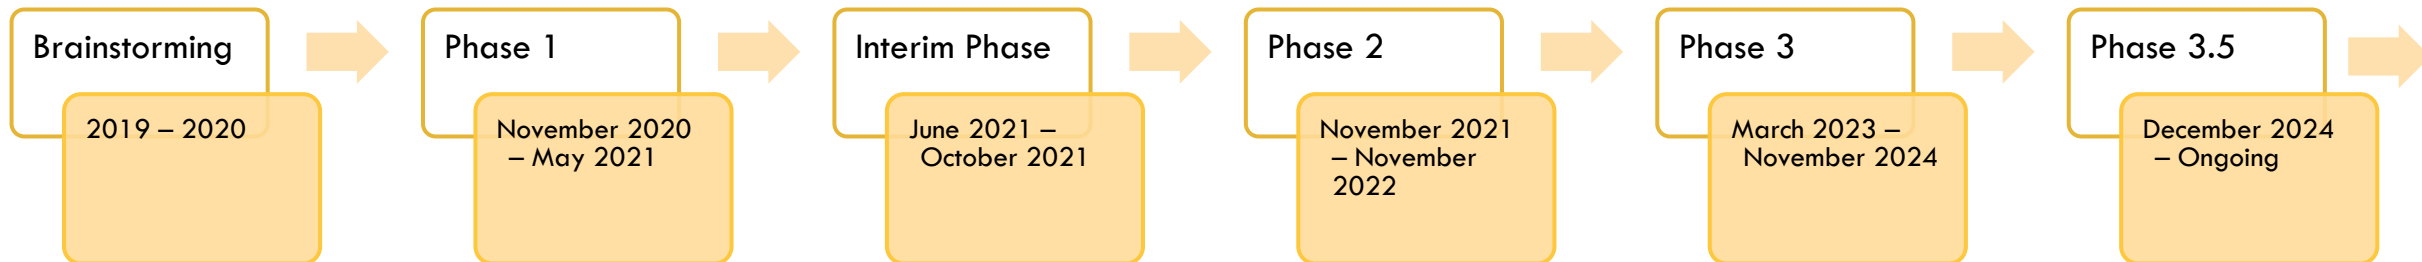 Brainstorming
2019 – 2020
Phase 1
November 2020
– May 2021
Interim Phase
June 2021 –
October 2021
Phase 2
November 2021
– November
2022
Phase 3
March 2023 –
November 2024
Phase 3.5
December 2024
– Ongoing